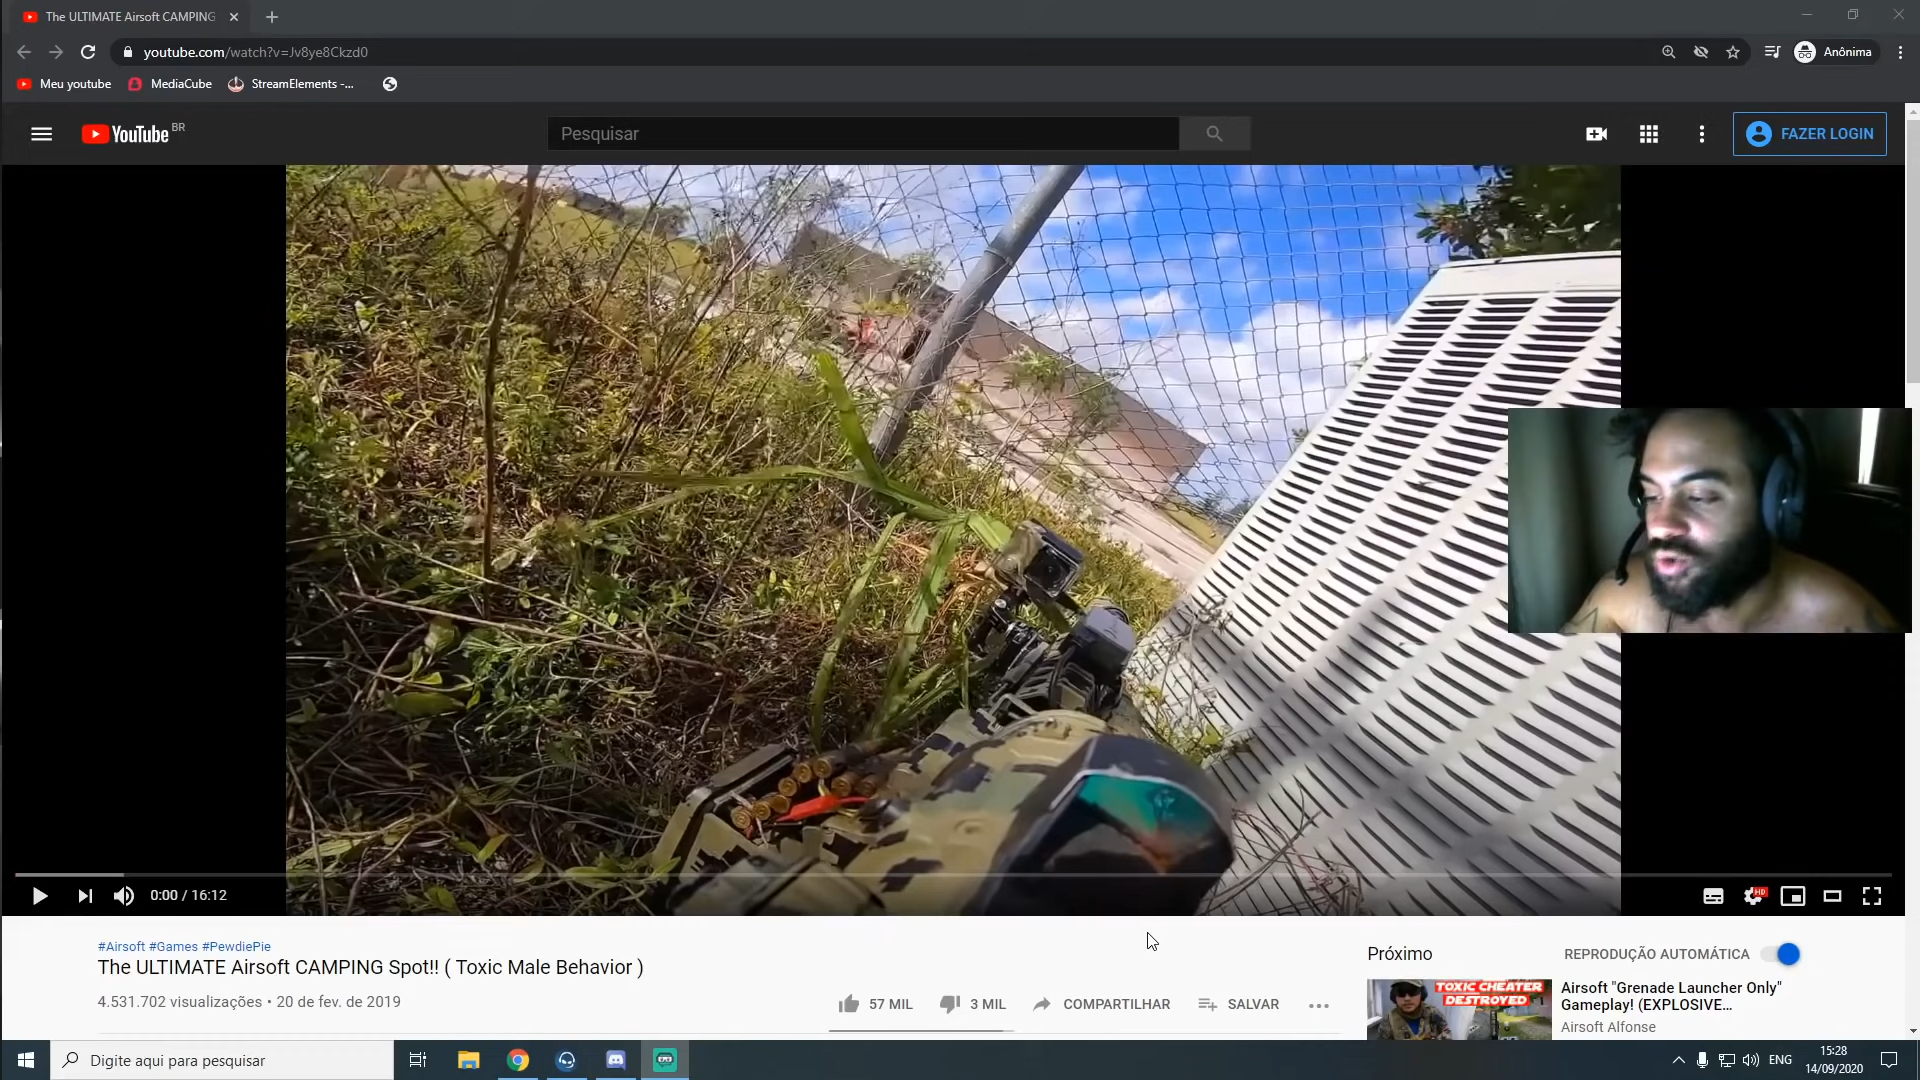 The ULTIMATE Airsoft CAMPING
youtube.com/watch?v=Jv8ye8Ckzd0
Anônima
Meu youtube
MediaCube
StreamElements -...
YouTube BR
Pesquisar
FAZER LOGIN
0:00 / 16:12
HD
#Airsoft #Games #PewdiePie
The ULTIMATE Airsoft CAMPING Spot!! ( Toxic Male Behavior )
4.531.702 visualizações • 20 de fev. de 2019
57 MIL
3 MIL
COMPARTILHAR
SALVAR
Próximo
REPRODUÇÃO AUTOMÁTICA
TOXIC CHEATER
DESTROYED
Airsoft "Grenade Launcher Only"
Gameplay! (EXPLOSIVE...
Airsoft Alfonse
Digite aqui para pesquisar
ENG
15:28
14/09/2020